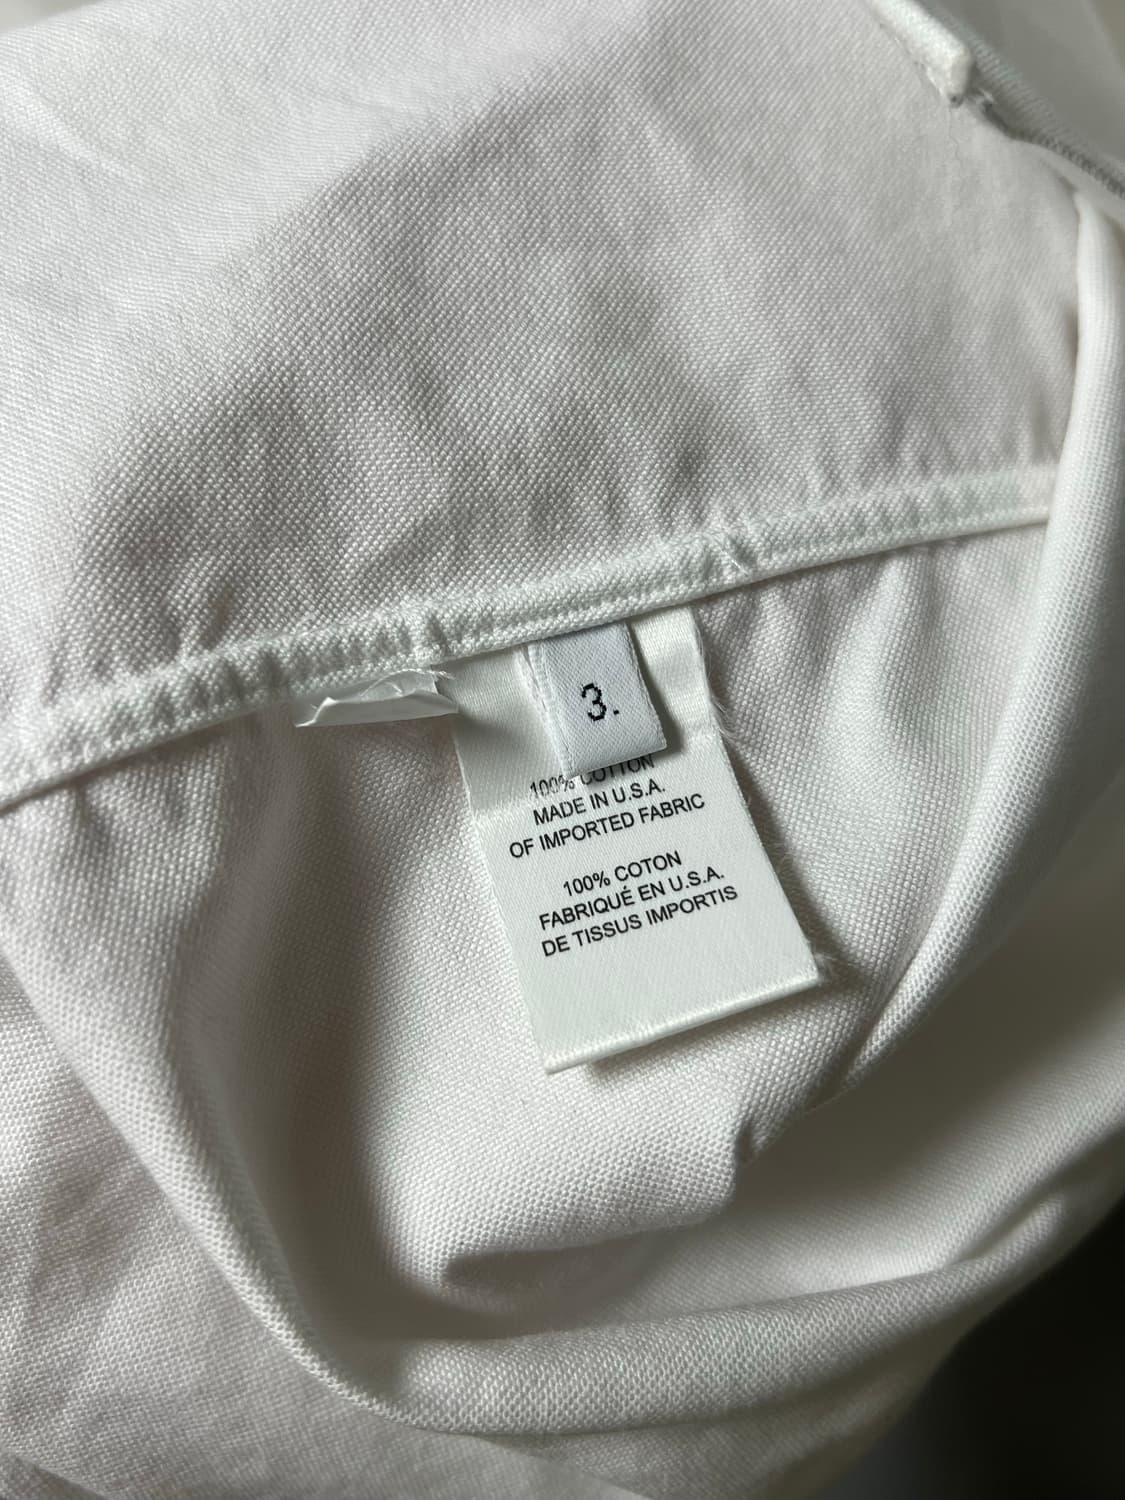 3.
100% COTTON
MADE IN U.S.A.
OF IMPORTED FABRIC
100% COTON
FABRIQUÉ EN U.S.A.
DE TISSUS IMPORTIS